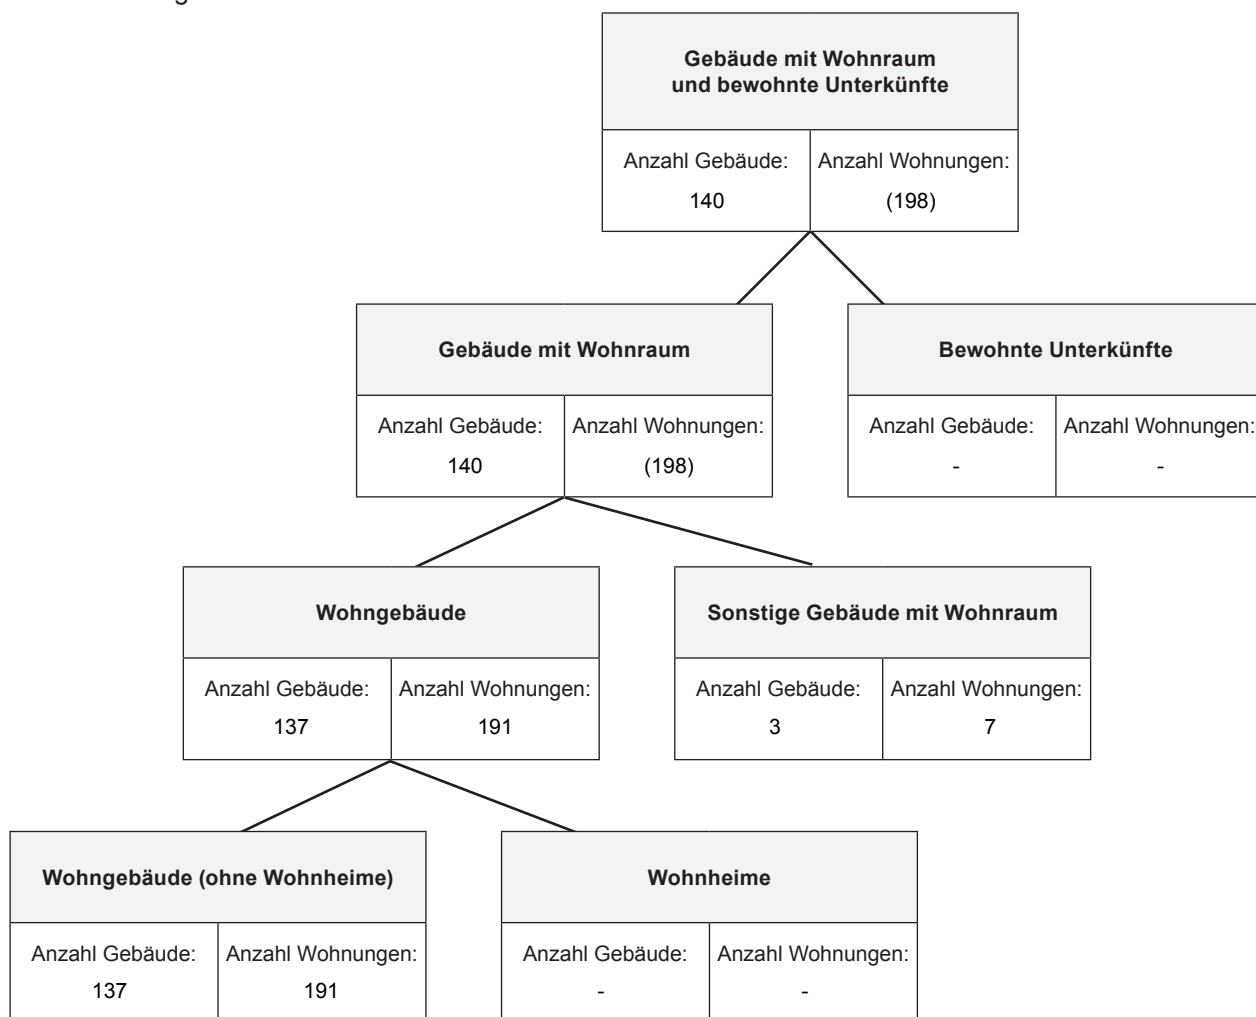 Gebäude mit Wohnraum
und bewohnte Unterkünfte
Anzahl Gebäude: Anzahl Wohnungen:
140 (198)
Gebäude mit Wohnraum
Anzahl Gebäude: Anzahl Wohnungen:
140 (198)
Bewohnte Unterkünfte
Anzahl Gebäude: Anzahl Wohnungen:
- -
Wohngebäude
Anzahl Gebäude: Anzahl Wohnungen:
137 191
Sonstige Gebäude mit Wohnraum
Anzahl Gebäude: Anzahl Wohnungen:
3 7
Wohngebäude (ohne Wohnheime)
Anzahl Gebäude: Anzahl Wohnungen:
137 191
Wohnheime
Anzahl Gebäude: Anzahl Wohnungen:
- -